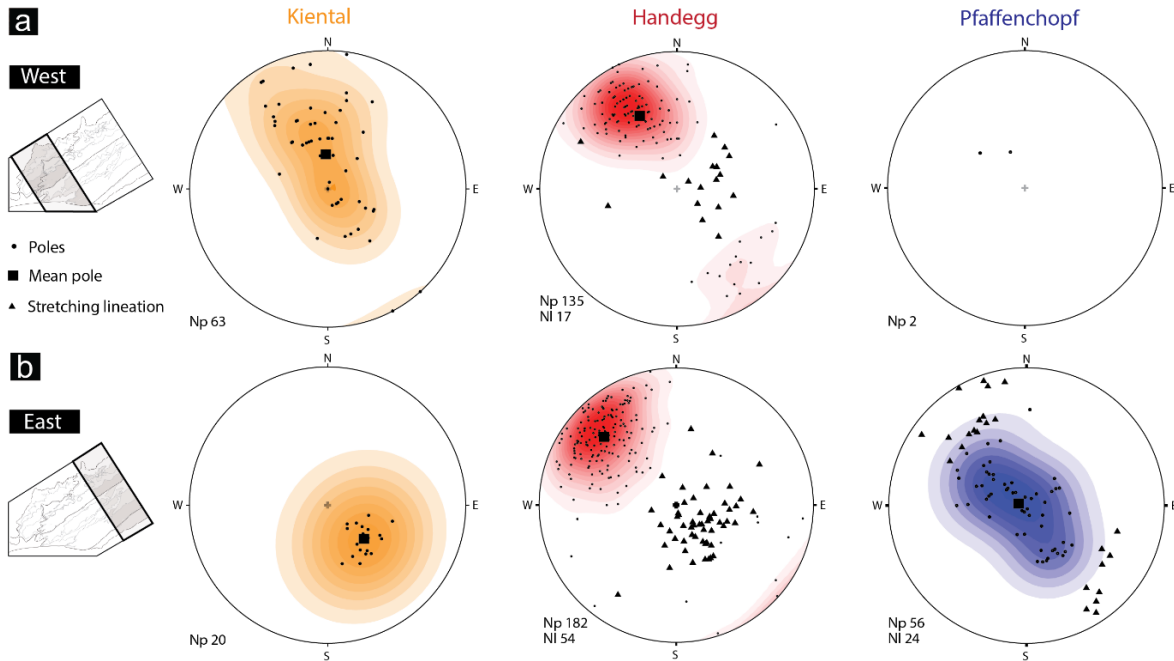 a
Kiental
Handegg
Pfaffenchopf
West
N
N
N
W
E
W
E
W
E
Poles
Mean pole
Stretching lineation
Np 63
Np 135
Nl 17
Np 2
S
S
S
b
East
N
N
N
W
E
W
E
W
E
Np 20
Np 182
Nl 54
Np 56
Nl 24
S
S
S